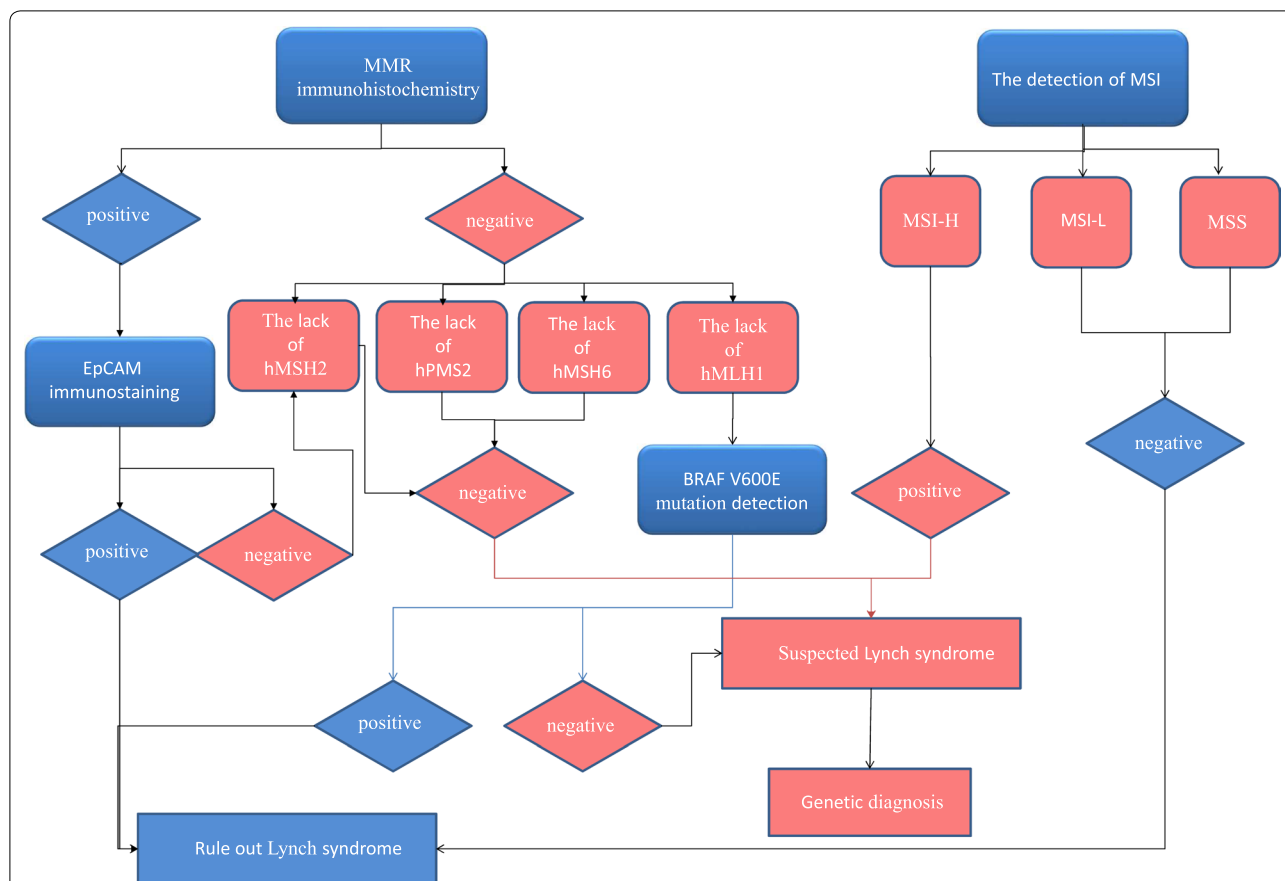 MMR
immunohistochemistry
The detection of MSI
positive
negative
MSI-H
MSI-L
MSS
The lack
of
hMSH2
The lack
of
hPMS2
The lack
of
hMSH6
The lack
of
hMLH1
EpCAM
immunostaining
negative
BRAF V600E
mutation detection
positive
negative
positive
negative
Suspected Lynch syndrome
positive
negative
Genetic diagnosis
Rule out Lynch syndrome